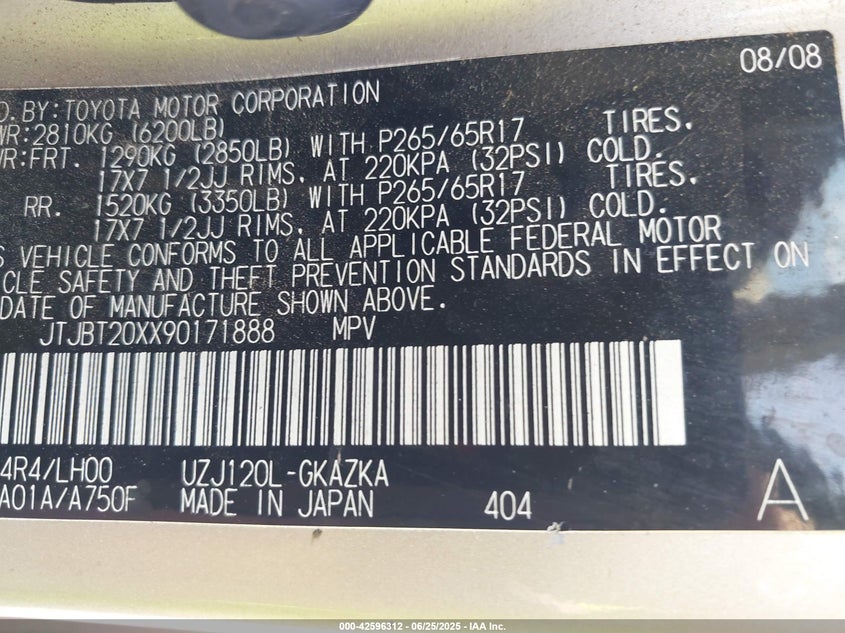 08/08
D. BY: TOYOTA MOTOR CORPORATION
WR: 2810KG (6200LB)
WR: FRT. 1290KG (2850LB) WITH P265/65R17 TIRES.
17X7 1/2JJ RIMS, AT 220KPA (32PSI) COLD.
RR. 1520KG (3350LB) WITH P265/65R17 TIRES.
17X7 1/2JJ RIMS, AT 220KPA (32PSI) COLD.
S VEHICLE CONFORMS TO ALL APPLICABLE FEDERAL MOTOR
ICLE SAFETY AND THEFT PREVENTION STANDARDS IN EFFECT ON
DATE OF MANUFACTURE SHOWN ABOVE.
JTJBT20XX90171888 MPV
4R4/LH00 UZJ120L-GKAZKA
A01A/A750F MADE IN JAPAN 404 A
000-42596312 / 06/25/2025 - IAA Inc.